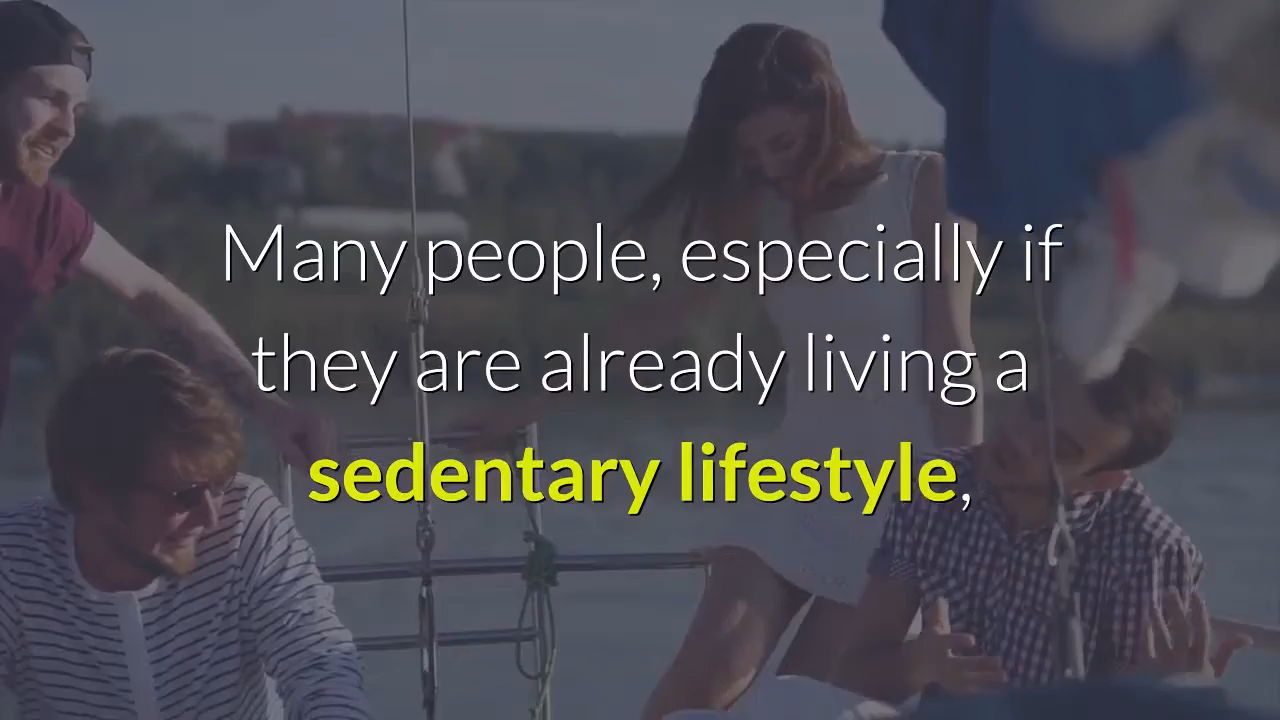 Many people, especially if
they are already living a
sedentary lifestyle,